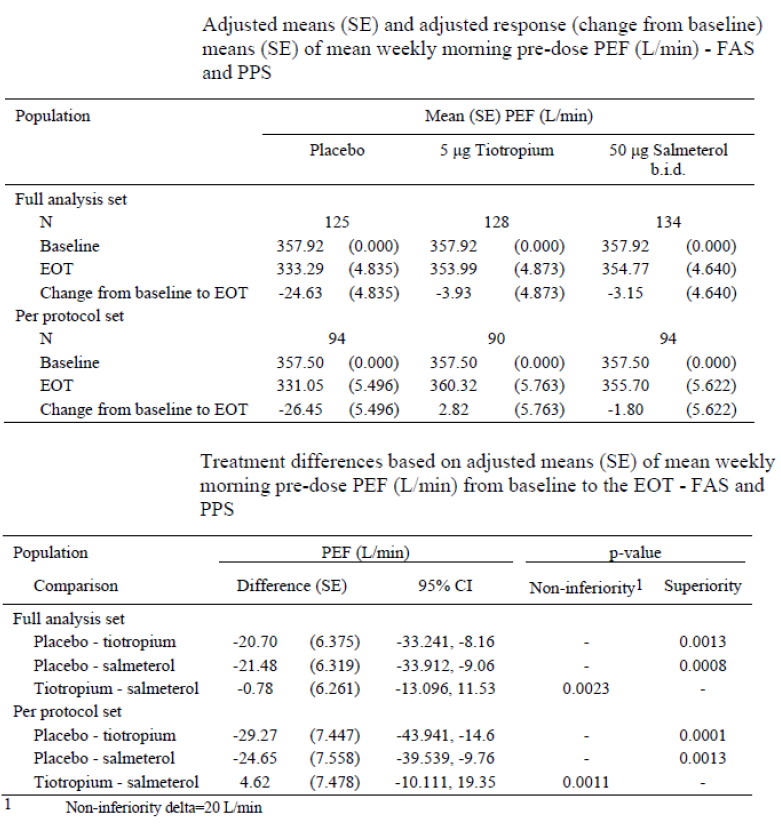 Adjusted means (SE) and adjusted response (change from baseline)
means (SE) of mean weekly morning pre-dose PEF (L/min) - FAS
and PPS
Population Mean (SE) PEF (L/min)
Placebo 5 µg Tiotropium 50 µg Salmeterol
b.i.d.
Full analysis set
N 125 128 134
Baseline 357.92 (0.000) 357.92 (0.000) 357.92 (0.000)
EOT 333.29 (4.835) 353.99 (4.873) 354.77 (4.640)
Change from baseline to EOT -24.63 (4.835) -3.93 (4.873) -3.15 (4.640)
Per protocol set
N 94 90 94
Baseline 357.50 (0.000) 357.50 (0.000) 357.50 (0.000)
EOT 331.05 (5.496) 360.32 (5.763) 355.70 (5.622)
Change from baseline to EOT -26.45 (5.496) 2.82 (5.763) -1.80 (5.622)
Treatment differences based on adjusted means (SE) of mean weekly
morning pre-dose PEF (L/min) from baseline to the EOT - FAS and
PPS
Population PEF (L/min) p-value
Comparison Difference (SE) 95% CI Non-inferiority1 Superiority
Full analysis set
Placebo - tiotropium -20.70 (6.375) -33.241, -8.16 - 0.0013
Placebo - salmeterol -21.48 (6.319) -33.912, -9.06 - 0.0008
Tiotropium - salmeterol -0.78 (6.261) -13.096, 11.53 0.0023 -
Per protocol set
Placebo - tiotropium -29.27 (7.447) -43.941, -14.6 - 0.0001
Placebo - salmeterol -24.65 (7.558) -39.539, -9.76 - 0.0013
Tiotropium - salmeterol 4.62 (7.478) -10.111, 19.35 0.0011 -
1 Non-inferiority delta=20 L/min